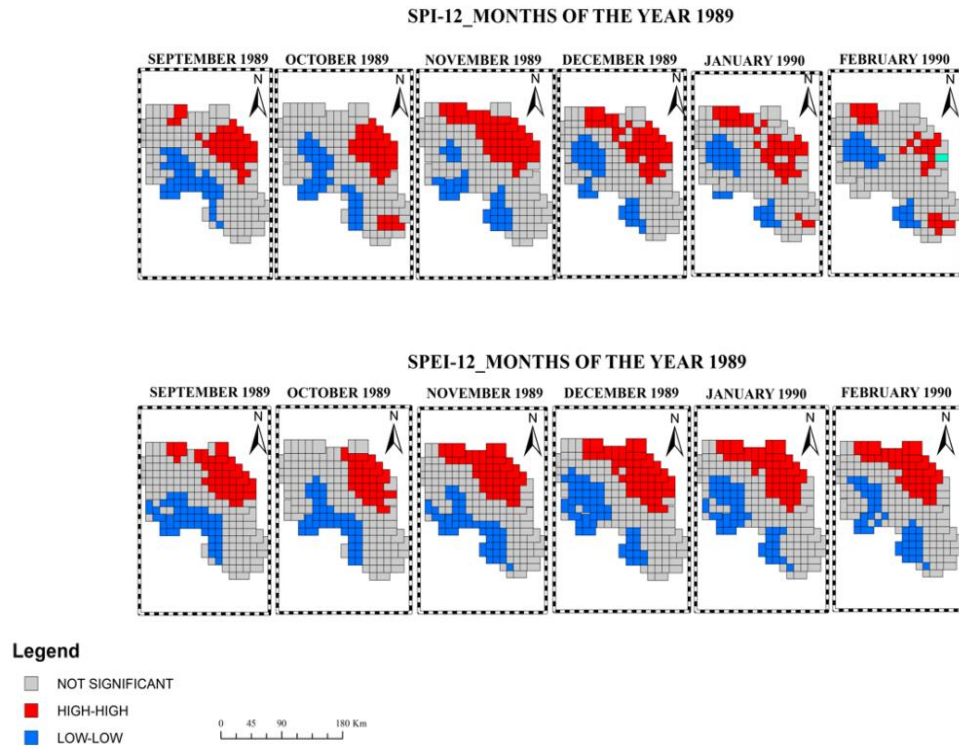 SPI-12_MONTHS OF THE YEAR 1989
SEPTEMBER 1989 OCTOBER 1989 NOVEMBER 1989 DECEMBER 1989 JANUARY 1990 FEBRUARY 1990
N N N N N N
SPEI-12_MONTHS OF THE YEAR 1989
SEPTEMBER 1989 OCTOBER 1989 NOVEMBER 1989 DECEMBER 1989 JANUARY 1990 FEBRUARY 1990
N N N N N N
Legend
NOT SIGNIFICANT
HIGH-HIGH
LOW-LOW
0 45 90 180 Km